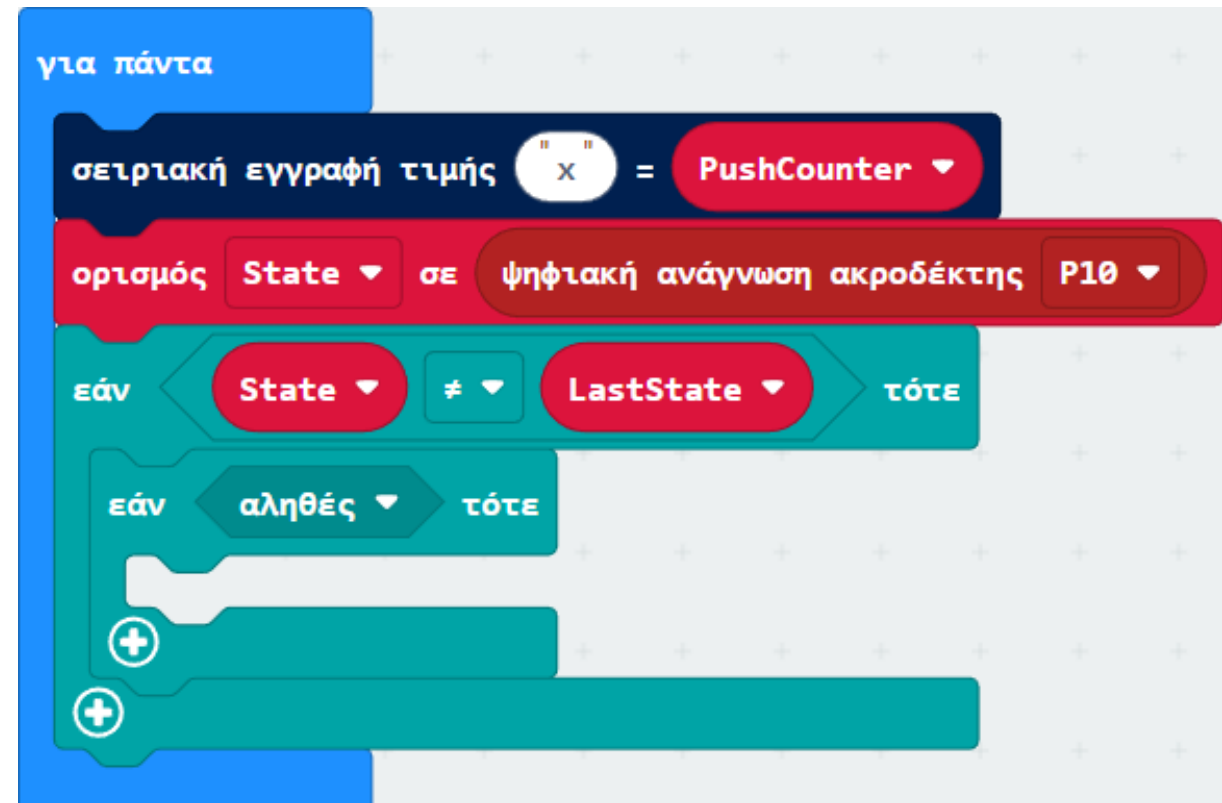 για πάντα
σειριακή εγγραφή τιμής "x" = PushCounter
ορισμός State σε ψηφιακή ανάγνωση ακροδέκτης P10
εάν State ≠ LastState τότε
εάν αληθές τότε